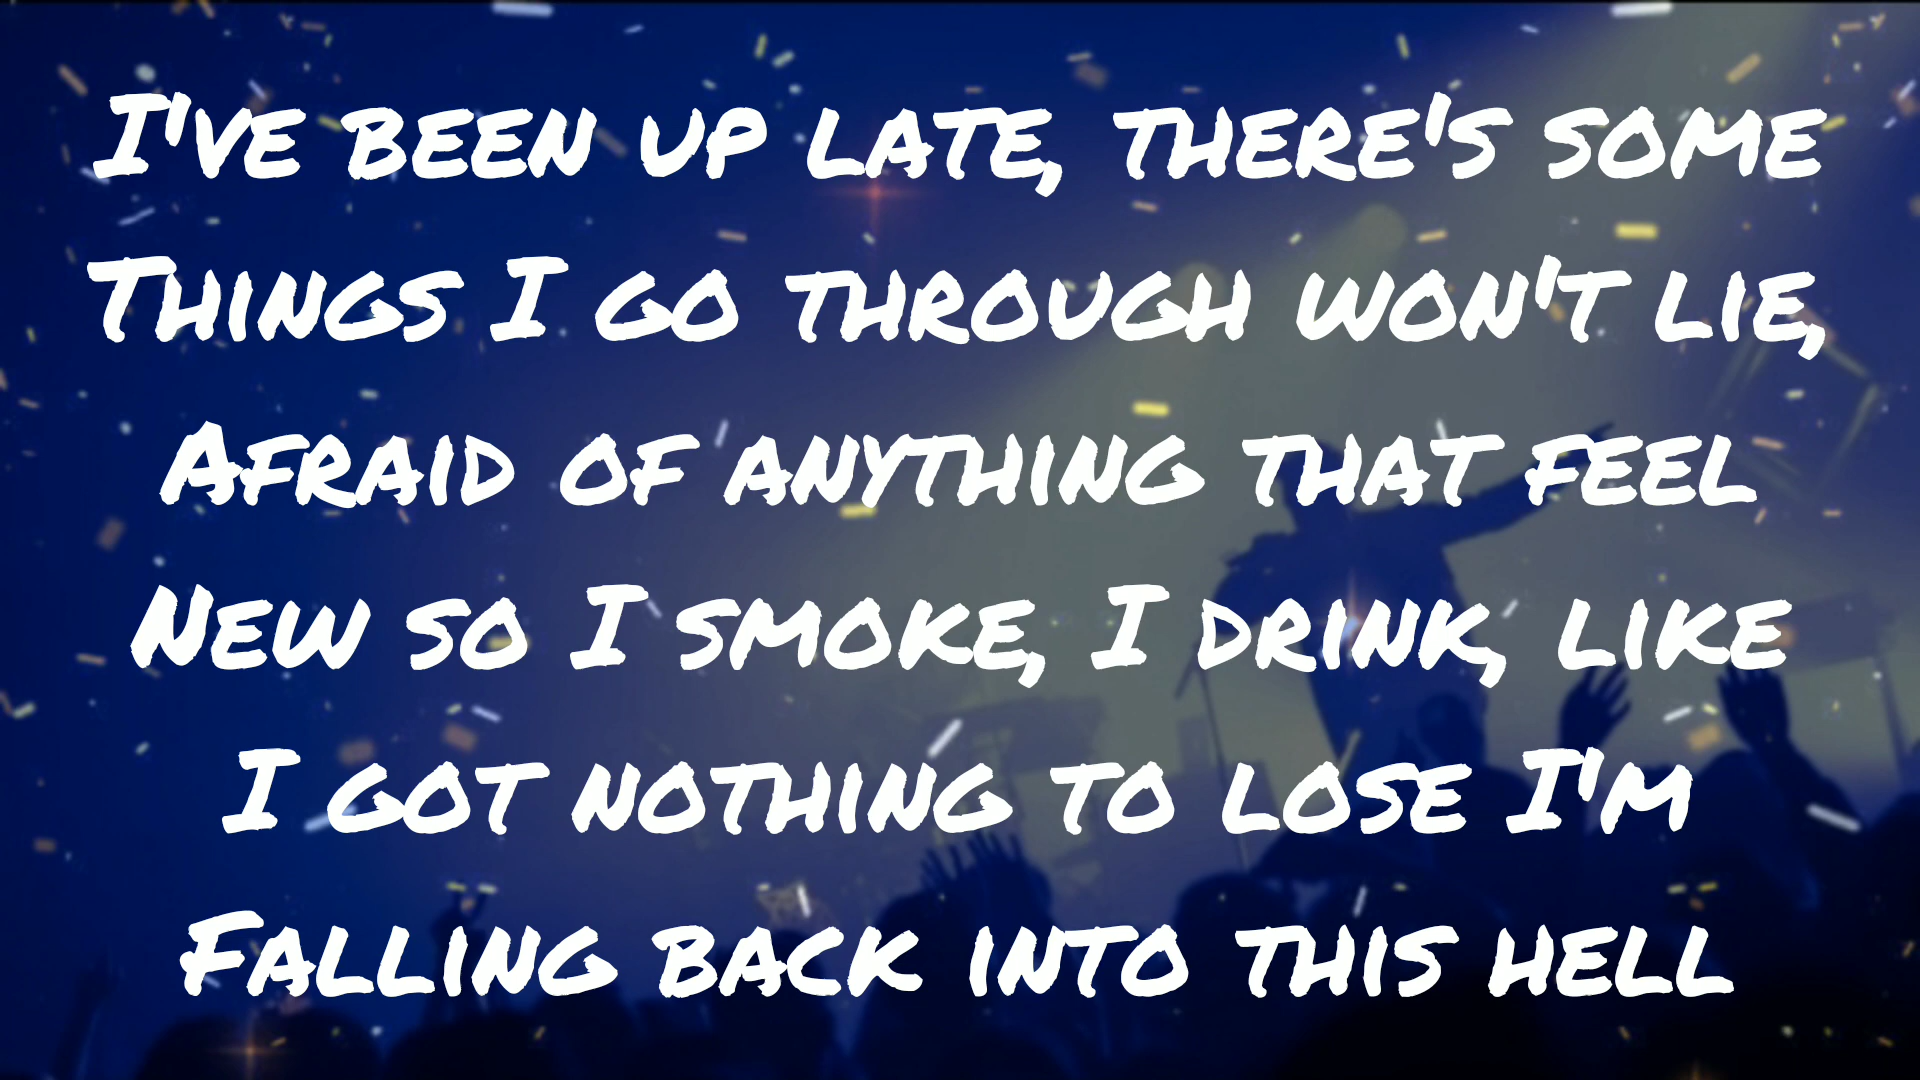 I'VE BEEN UP LATE, THERE'S SOME
THINGS I GO THROUGH WON'T LIE,
AFRAID OF ANYTHING THAT FEEL
NEW SO I SMOKE, I DRINK, LIKE
I GOT NOTHING TO LOSE I'M
FALLING BACK INTO THIS HELL